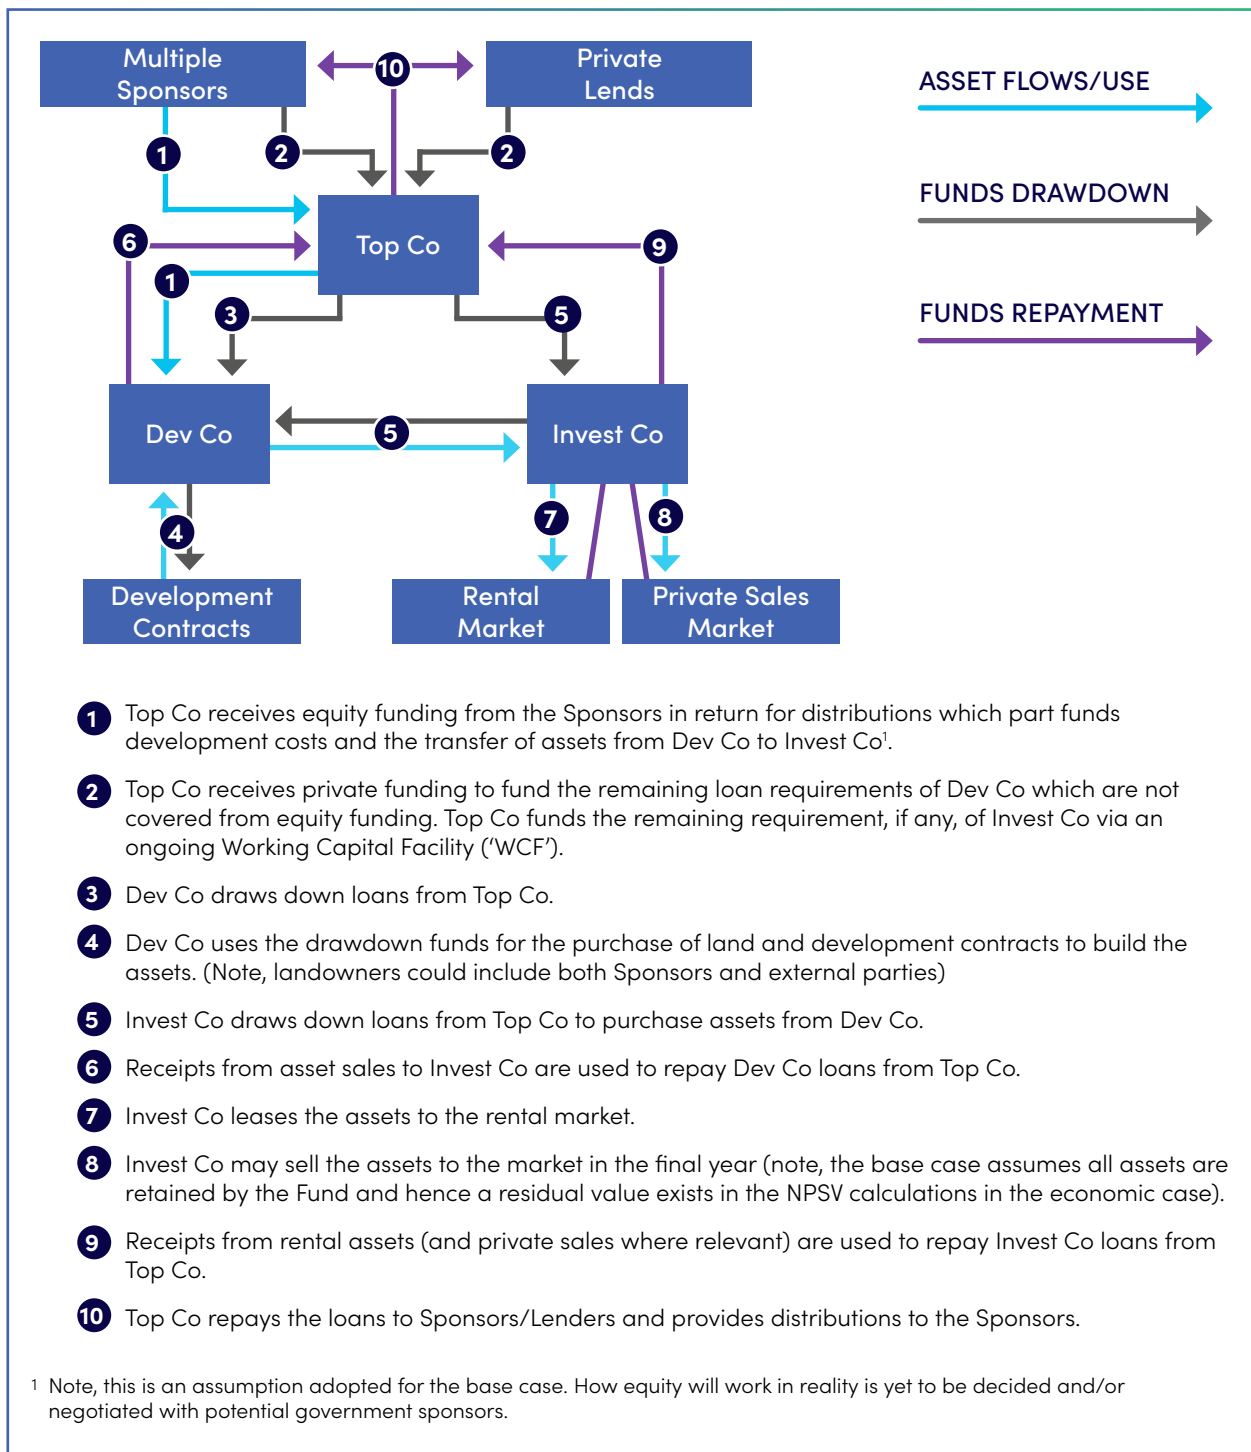 Multiple
Sponsors
10
Private
Lends
ASSET FLOWS/USE
1
2
2
FUNDS DRAWDOWN
6
Top Co
9
1
3
5
FUNDS REPAYMENT
Dev Co
5
Invest Co
4
7
8
Development
Contracts
Rental
Market
Private Sales
Market
1 Top Co receives equity funding from the Sponsors in return for distributions which part funds
development costs and the transfer of assets from Dev Co to Invest Co¹.
2 Top Co receives private funding to fund the remaining loan requirements of Dev Co which are not
covered from equity funding. Top Co funds the remaining requirement, if any, of Invest Co via an
ongoing Working Capital Facility (‘WCF’).
3 Dev Co draws down loans from Top Co.
4 Dev Co uses the drawdown funds for the purchase of land and development contracts to build the
assets. (Note, landowners could include both Sponsors and external parties)
5 Invest Co draws down loans from Top Co to purchase assets from Dev Co.
6 Receipts from asset sales to Invest Co are used to repay Dev Co loans from Top Co.
7 Invest Co leases the assets to the rental market.
8 Invest Co may sell the assets to the market in the final year (note, the base case assumes all assets are
retained by the Fund and hence a residual value exists in the NPSV calculations in the economic case).
9 Receipts from rental assets (and private sales where relevant) are used to repay Invest Co loans from
Top Co.
10 Top Co repays the loans to Sponsors/Lenders and provides distributions to the Sponsors.
¹ Note, this is an assumption adopted for the base case. How equity will work in reality is yet to be decided and/or
negotiated with potential government sponsors.